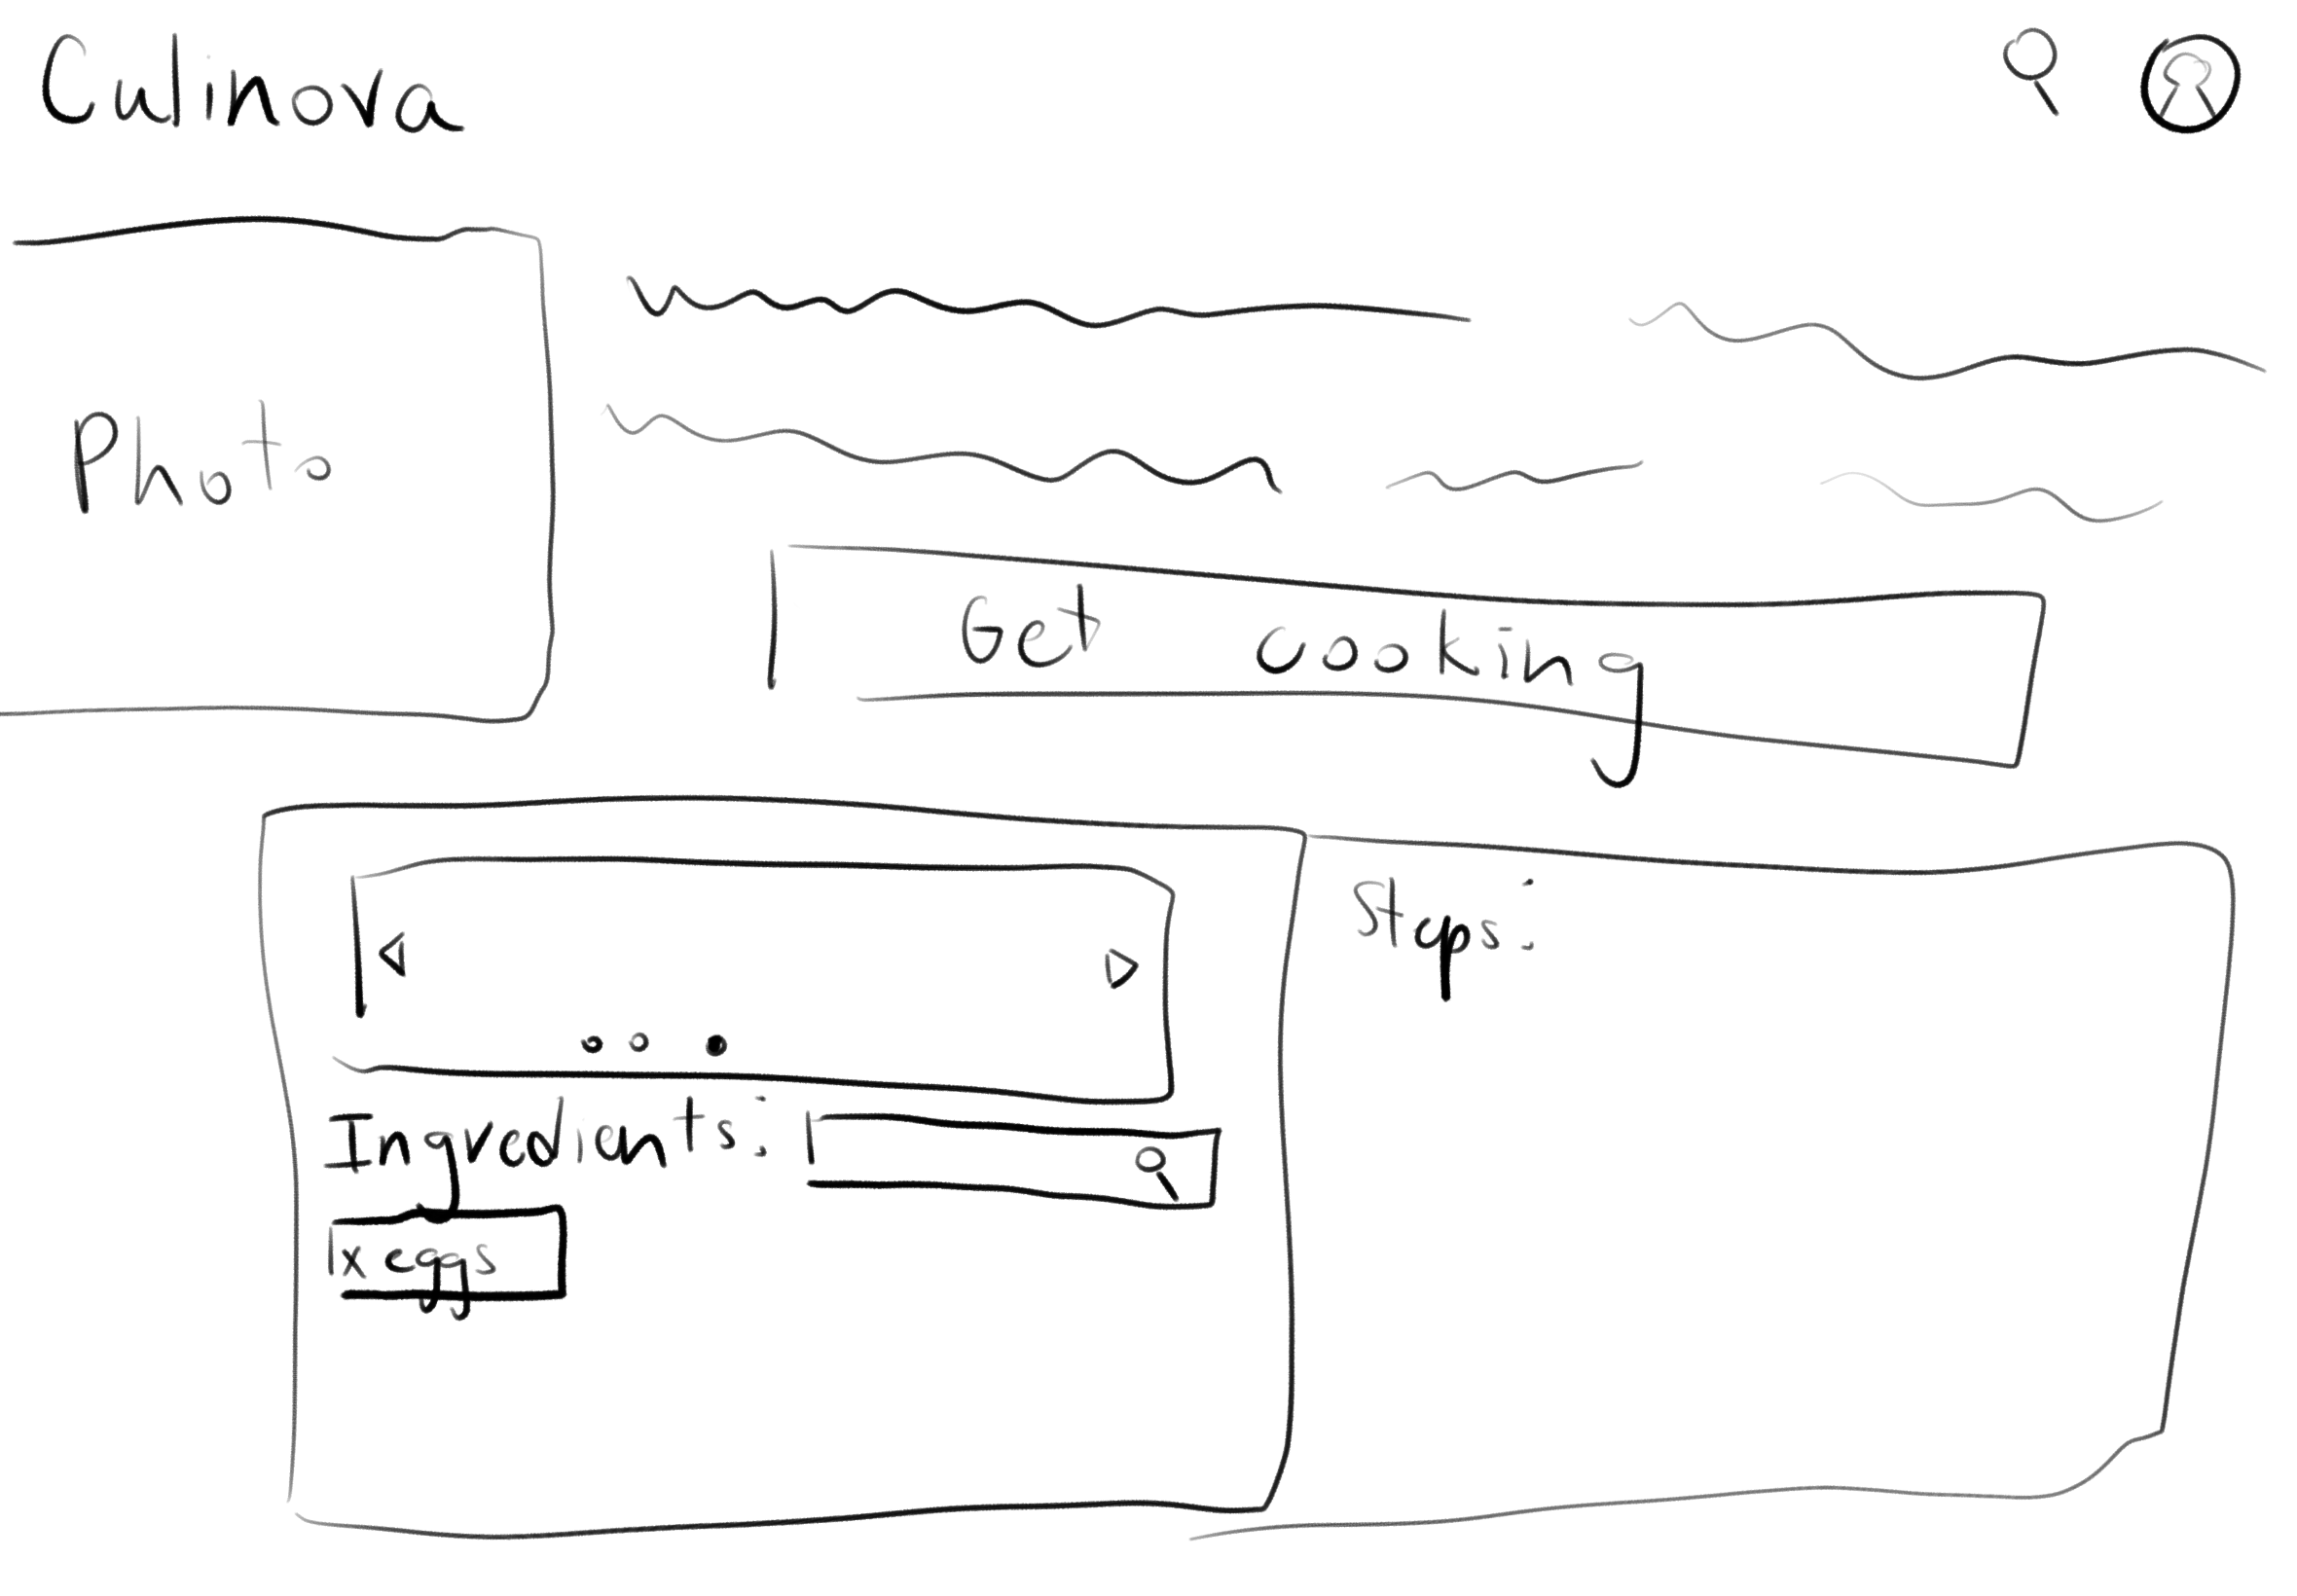 Culinova
Photo
Get cooking
Steps:
Ingredients:
1x eggs